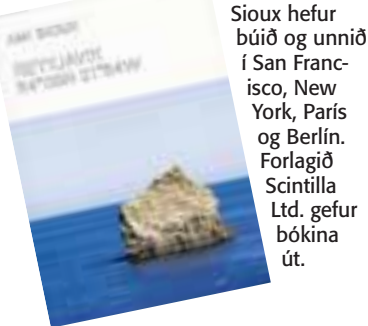 Sioux hefur
búið og unnið
í San Franc-
isco, New
York, París
og Berlín.
Forlagið
Scintilla
Ltd. gefur
bókina
út.